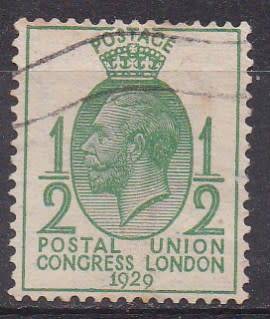 POSTAGE
1/2 1/2
POSTAL UNION
CONGRESS LONDON
1929